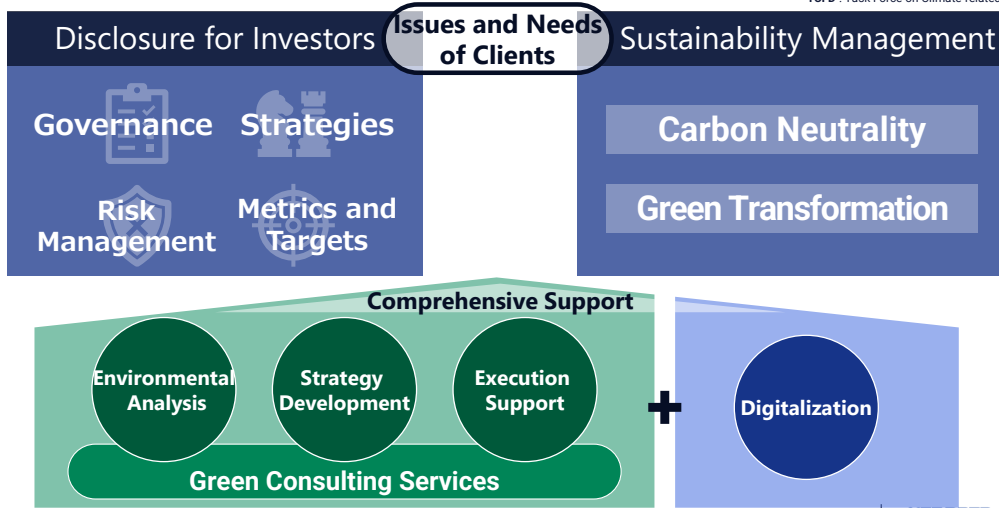 Disclosure for Investors
Issues and Needs
of Clients
Sustainability Management
Governance
Strategies
Risk
Management
Metrics and
Targets
Carbon Neutrality
Green Transformation
Comprehensive Support
Environmental
Analysis
Strategy
Development
Execution
Support
+
Digitalization
Green Consulting Services